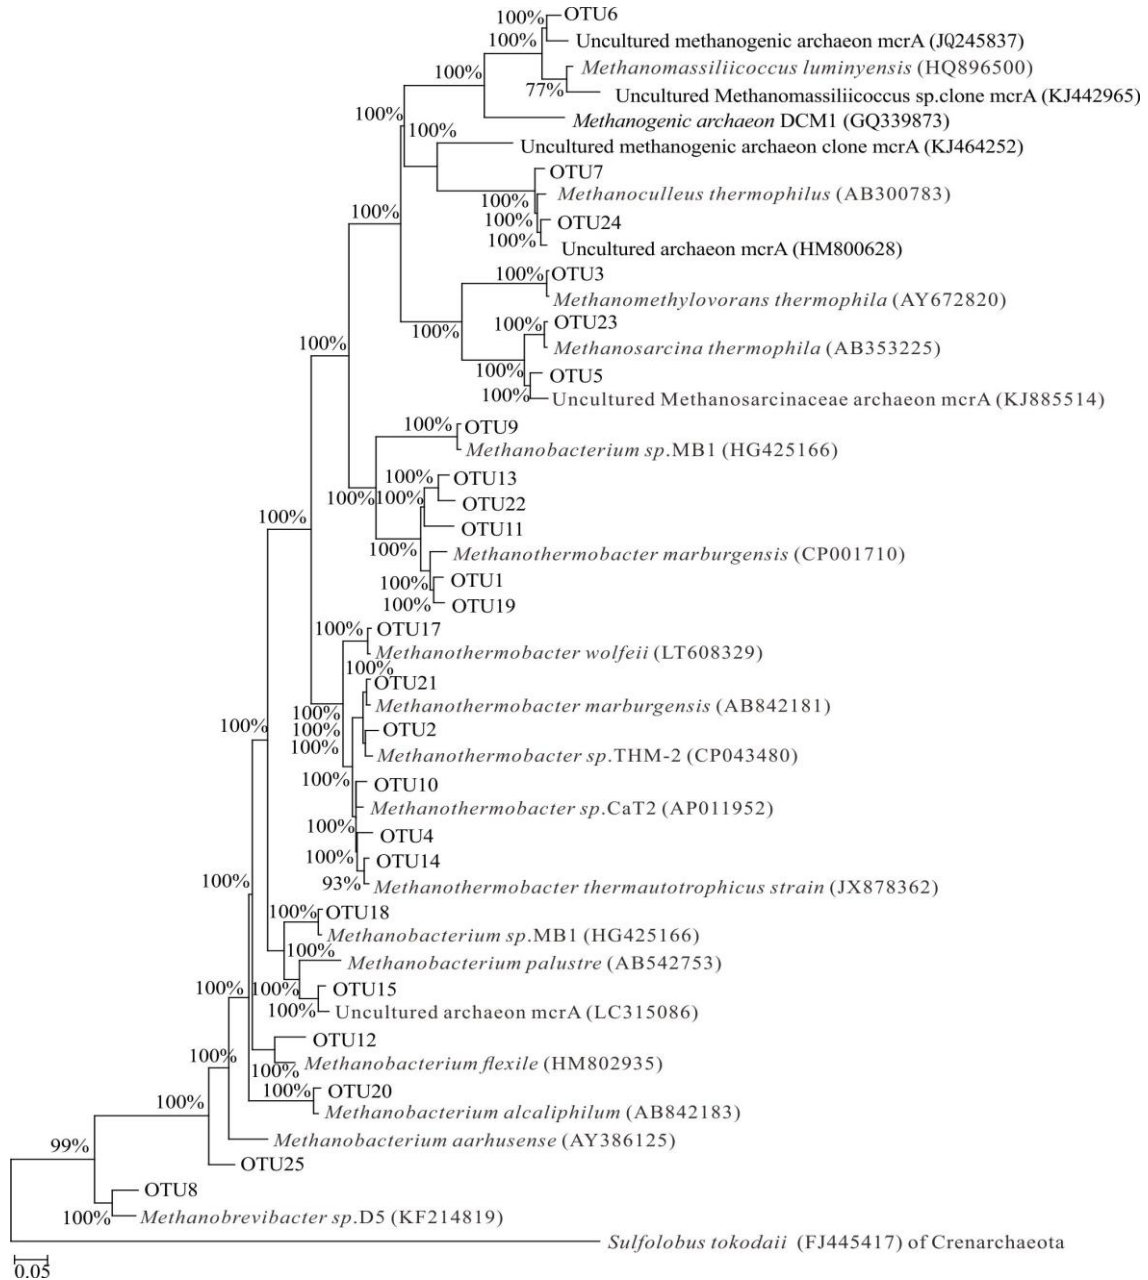 100% OTU6
100% Uncultured methanogenic archaeon mcrA (JQ245837)
100% Methanomassiliicoccus luminyensis (HQ896500)
77% Uncultured Methanomassiliicoccus sp.clone mcrA (KJ442965)
100% Methanogenic archaeon DCM1 (GQ339873)
100% Uncultured methanogenic archaeon clone mcrA (KJ464252)
OTU7
100% Methanoculleus thermophilus (AB300783)
100% 100% OTU24
100% Uncultured archaeon mcrA (HM800628)
100% OTU3
Methanomethylovorans thermophila (AY672820)
100% 100% OTU23
100% Methanosarcina thermophila (AB353225)
100% OTU5
100% Uncultured Methanosarcinaceae archaeon mcrA (KJ885514)
100% OTU9
Methanobacterium sp.MB1 (HG425166)
100% OTU13
100% 100% OTU22
100% OTU11
100% Methanothermobacter marburgensis (CP001710)
100% OTU1
100% OTU19
100% OTU17
Methanothermobacter wolfeii (LT608329)
100%
OTU21
100% Methanothermobacter marburgensis (AB842181)
100% 100% OTU2
100% Methanothermobacter sp.THM-2 (CP043480)
100% OTU10
Methanothermobacter sp.CaT2 (AP011952)
100% OTU4
100% OTU14
100% 93% Methanothermobacter thermautotrophicus strain (JX878362)
100% OTU18
Methanobacterium sp.MB1 (HG425166)
100% Methanobacterium palustre (AB542753)
100% 100% OTU15
100% Uncultured archaeon mcrA (LC315086)
OTU12
100% 100% Methanobacterium flexile (HM802935)
100% OTU20
100% Methanobacterium alcaliphilum (AB842183)
99% Methanobacterium aarhusense (AY386125)
OTU25
OTU8
100% Methanobrevibacter sp.D5 (KF214819)
Sulfolobus tokodaii (FJ445417) of Crenarchaeota
0.05